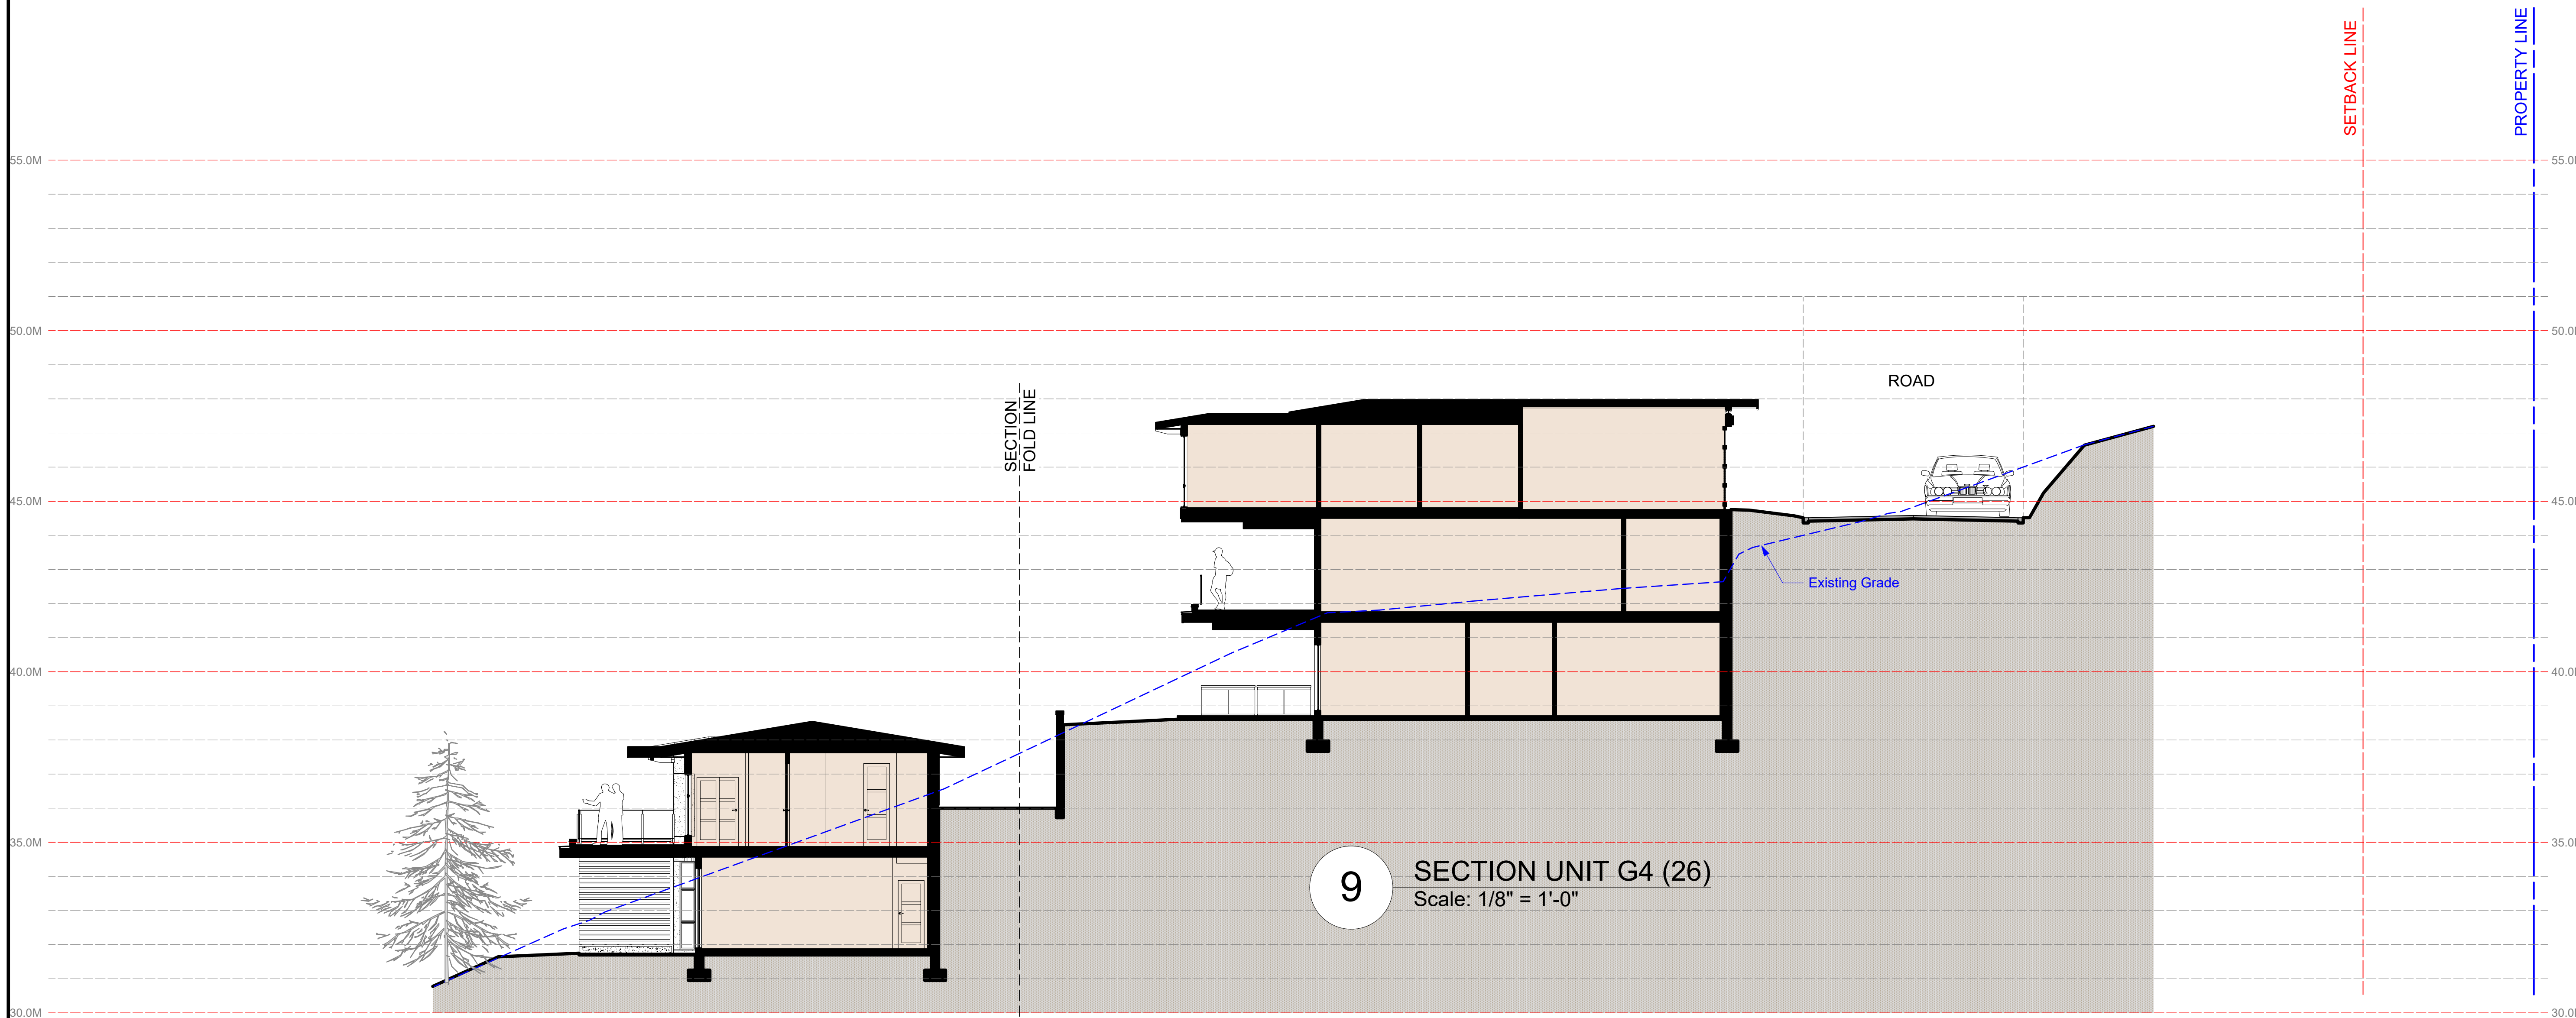 SETBACK LINE
PROPERTY LINE
55.0M
55.0M
50.0M
50.0M
ROAD
SECTION
FOLD LINE
45.0M
45.0M
Existing Grade
40.0M
40.0M
35.0M
35.0M
9
SECTION UNIT G4 (26)
Scale: 1/8" = 1'-0"
30.0M
30.0M